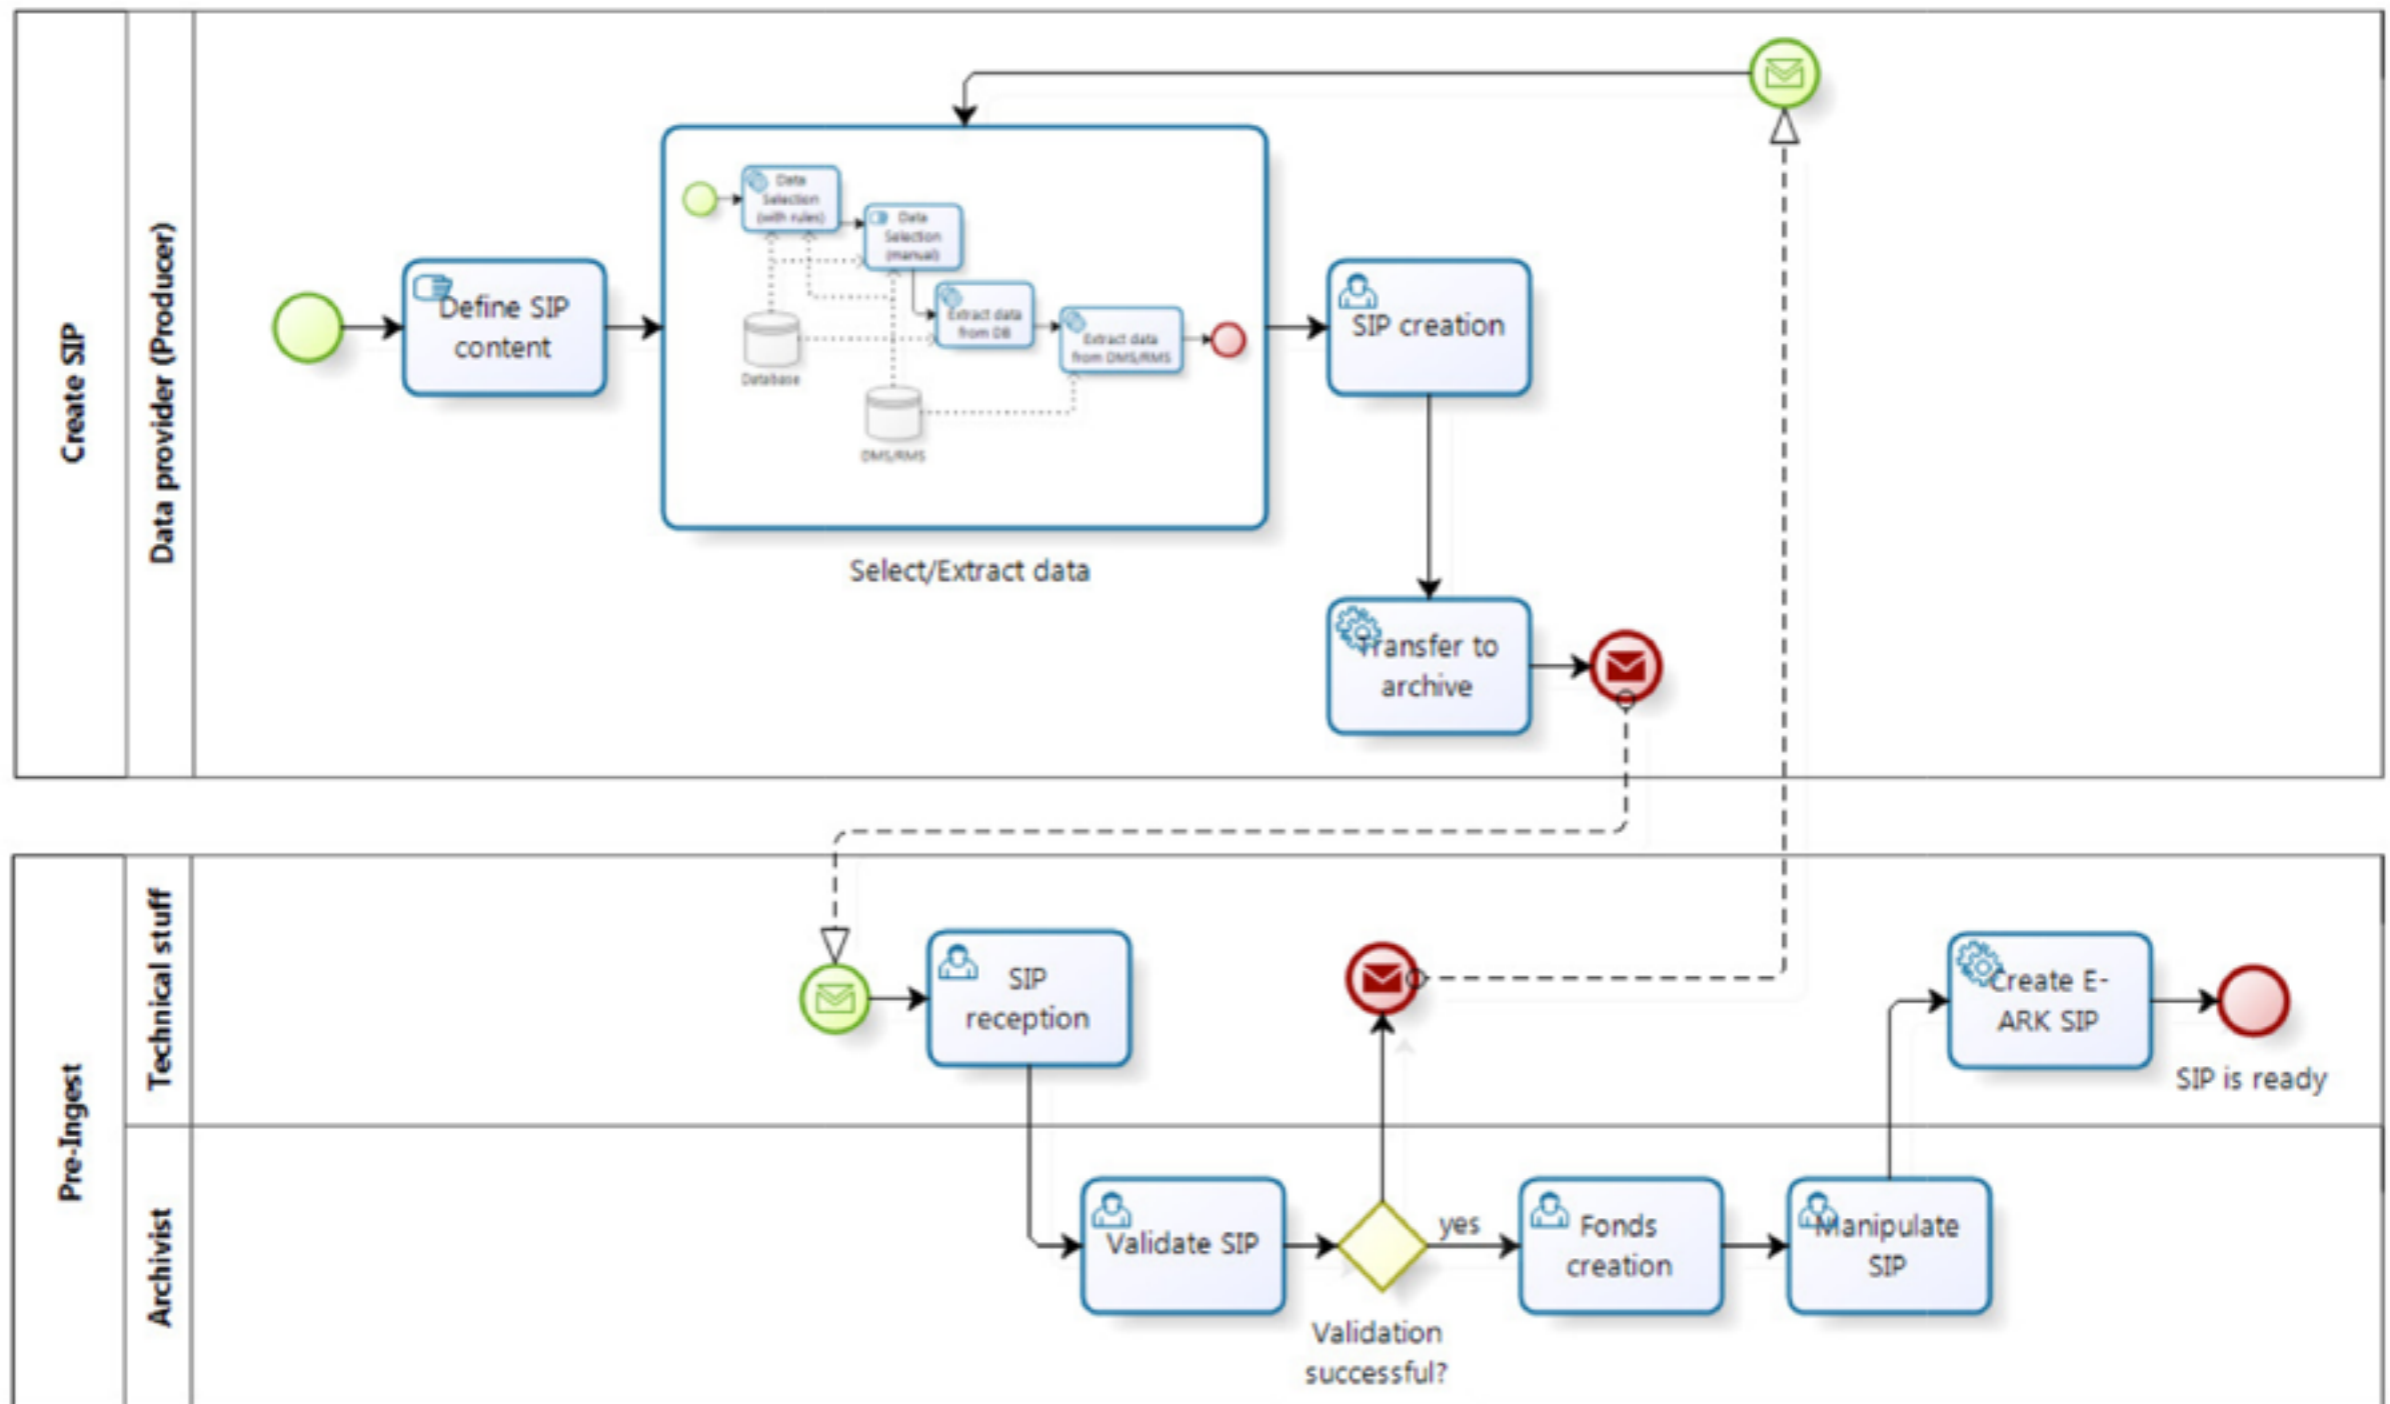 Create SIP
Data provider (Producer)
Define SIP
content
Data
Selection
(with rules)
Data
Selection
(manual)
Extract data
from DB
Extract data
from DMS/RMS
Database
DMS/RMS
Select/Extract data
SIP creation
Transfer to
archive
Pre-Ingest
Technical stuff
SIP
reception
Create E-
ARK SIP
SIP is ready
Archivist
Validate SIP
yes
Fonds
creation
Manipulate
SIP
Validation
successful?